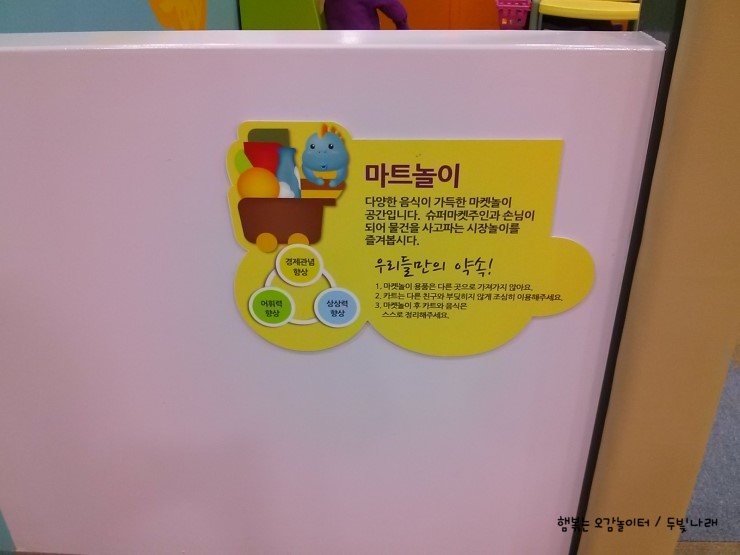 마트놀이
다양한 음식이 가득한 마켓놀이
공간입니다. 슈퍼마켓주인과 손님이
되어 물건을 사고파는 시장놀이를
즐겨봅시다.
우리들만의 약속!
1. 마켓놀이 용품은 다른 곳으로 가져가지 않아요.
2. 카트는 다른 친구와 부딪히지 않게 조심히 이용해주세요.
3. 마켓놀이 후 카트와 음식은
스스로 정리해주세요.
경제관념
향상
어휘력
향상
상상력
향상
행복는 오감놀이터 / 두빛나래